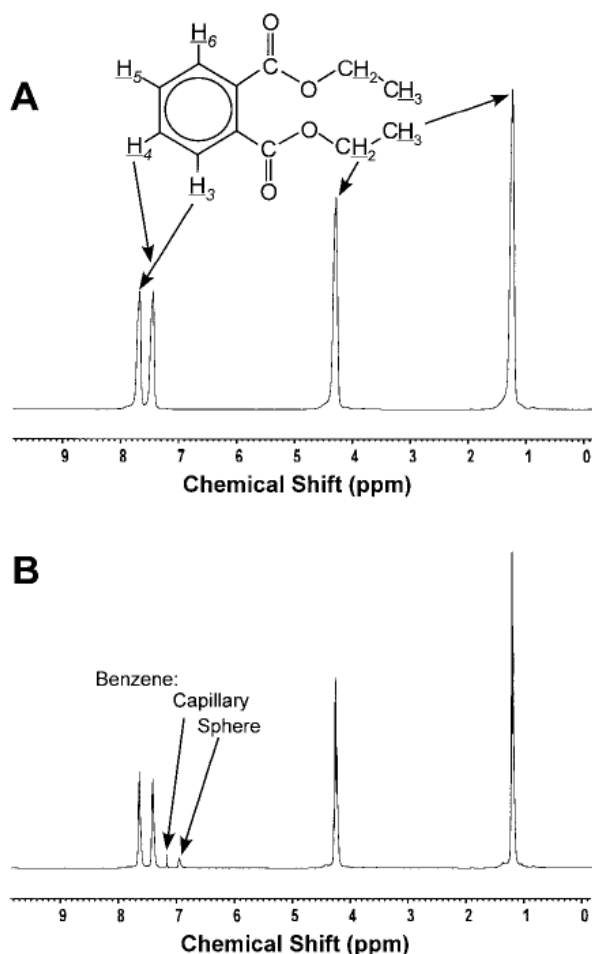 A
H6
O
H5
C
O
CH2
CH3
H4
C
O
CH2
CH3
H3
O
9 8 7 6 5 4 3 2 1 0
Chemical Shift (ppm)
B
Benzene:
Capillary
Sphere
9 8 7 6 5 4 3 2 1 0
Chemical Shift (ppm)